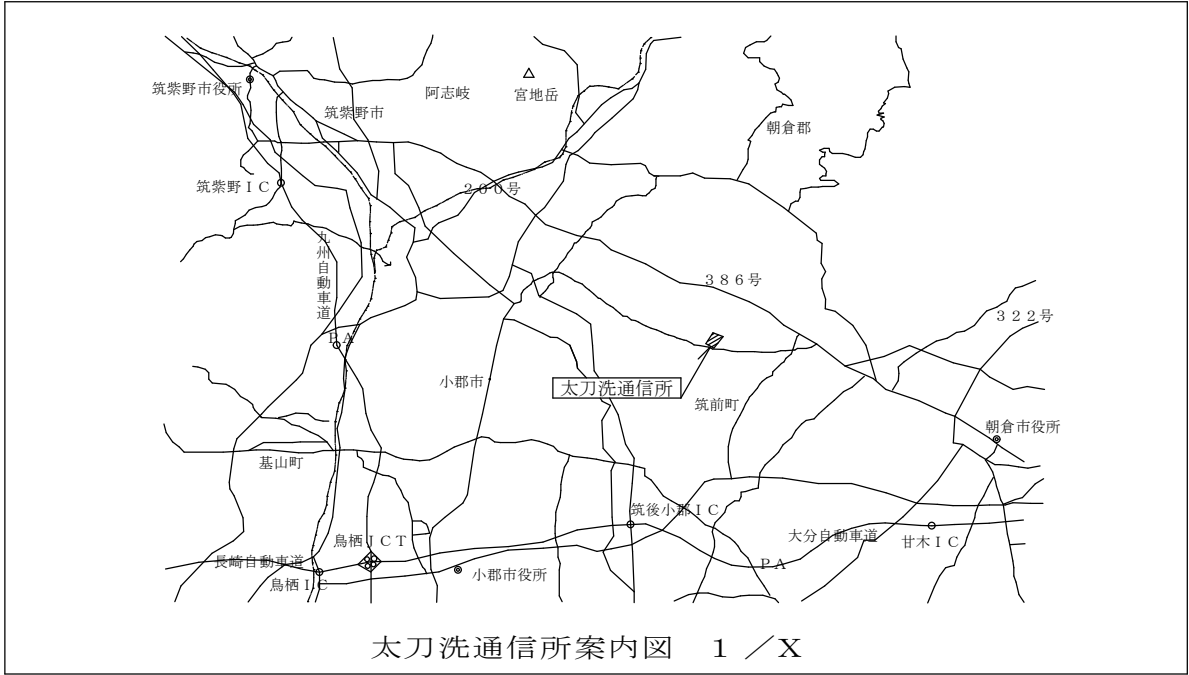 筑紫野市役所
筑紫野市
阿志岐
宮地岳
朝倉郡
筑紫野ＩＣ
２００号
九州自動車道
３８６号
３２２号
ＰＡ
小郡市
太刀洗通信所
筑前町
朝倉市役所
基山町
筑後小郡ＩＣ
鳥栖ＪＣＴ
大分自動車道
甘木ＩＣ
長崎自動車道
ＰＡ
鳥栖ＩＣ
小郡市役所
太刀洗通信所案内図　１／Ｘ